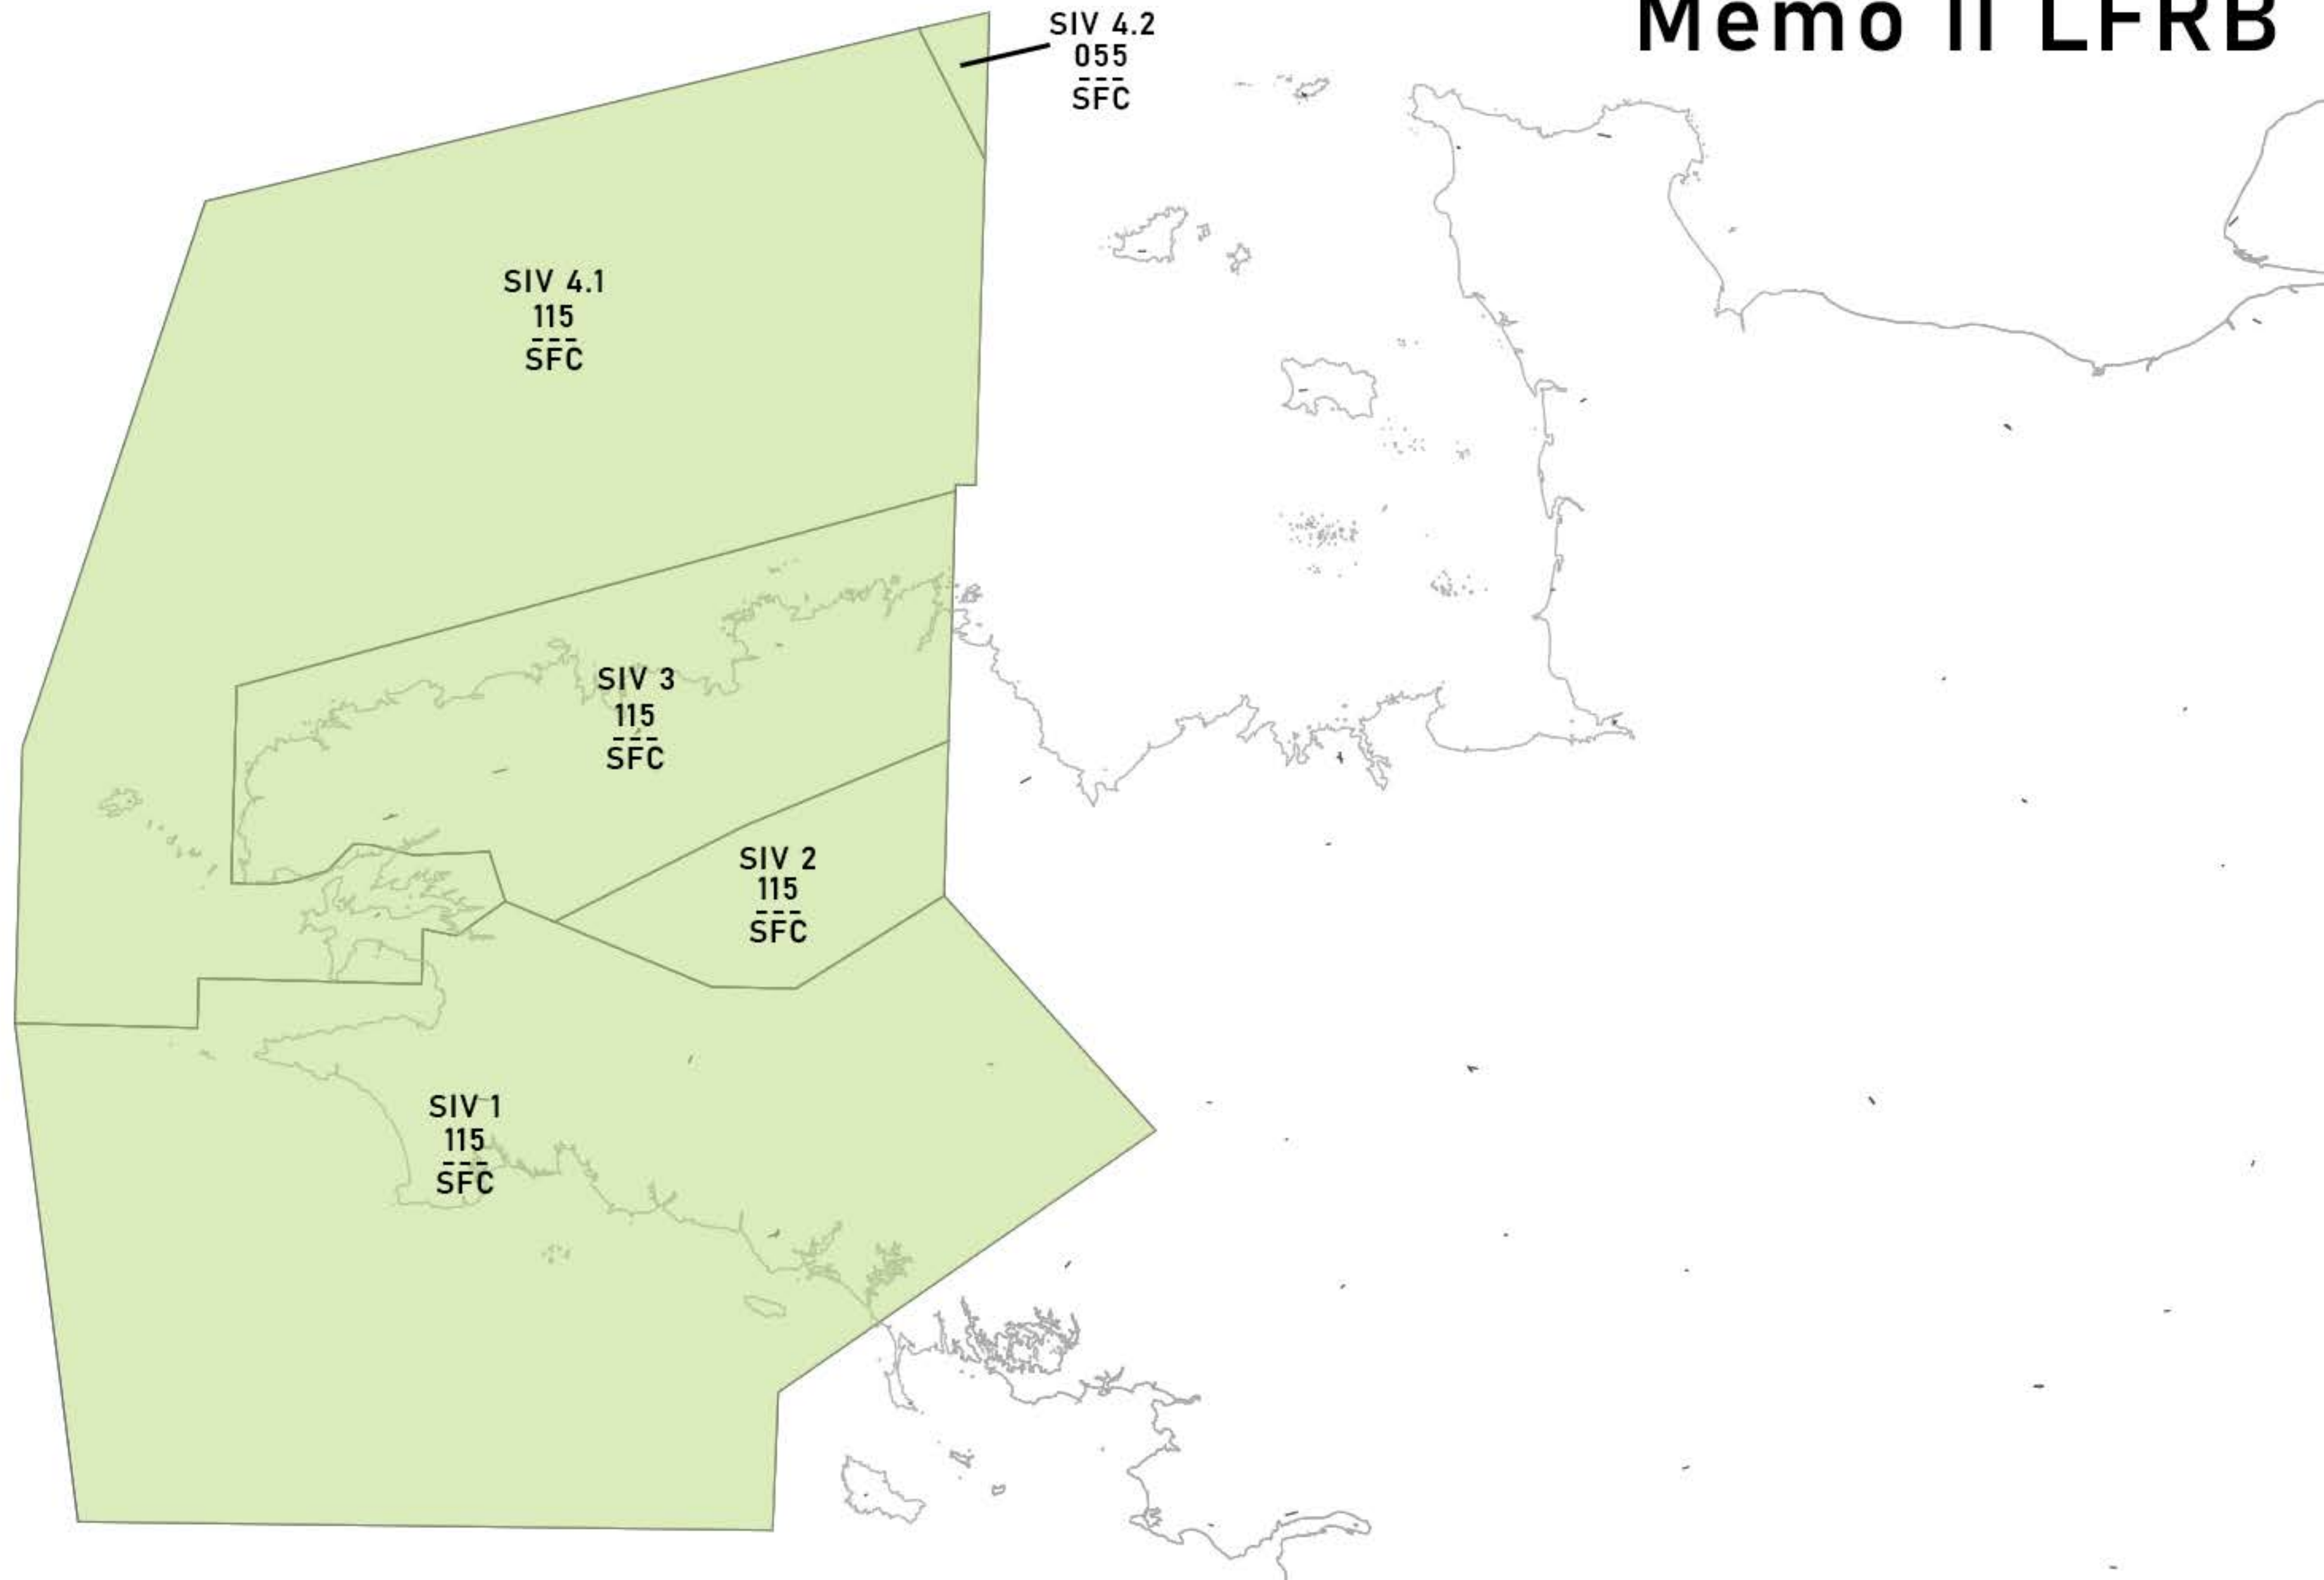 Memo II LFRB
SIV 4.2
055
---
SFC
SIV 4.1
115
---
SFC
SIV 3
115
---
SFC
SIV 2
115
---
SFC
SIV 1
115
---
SFC